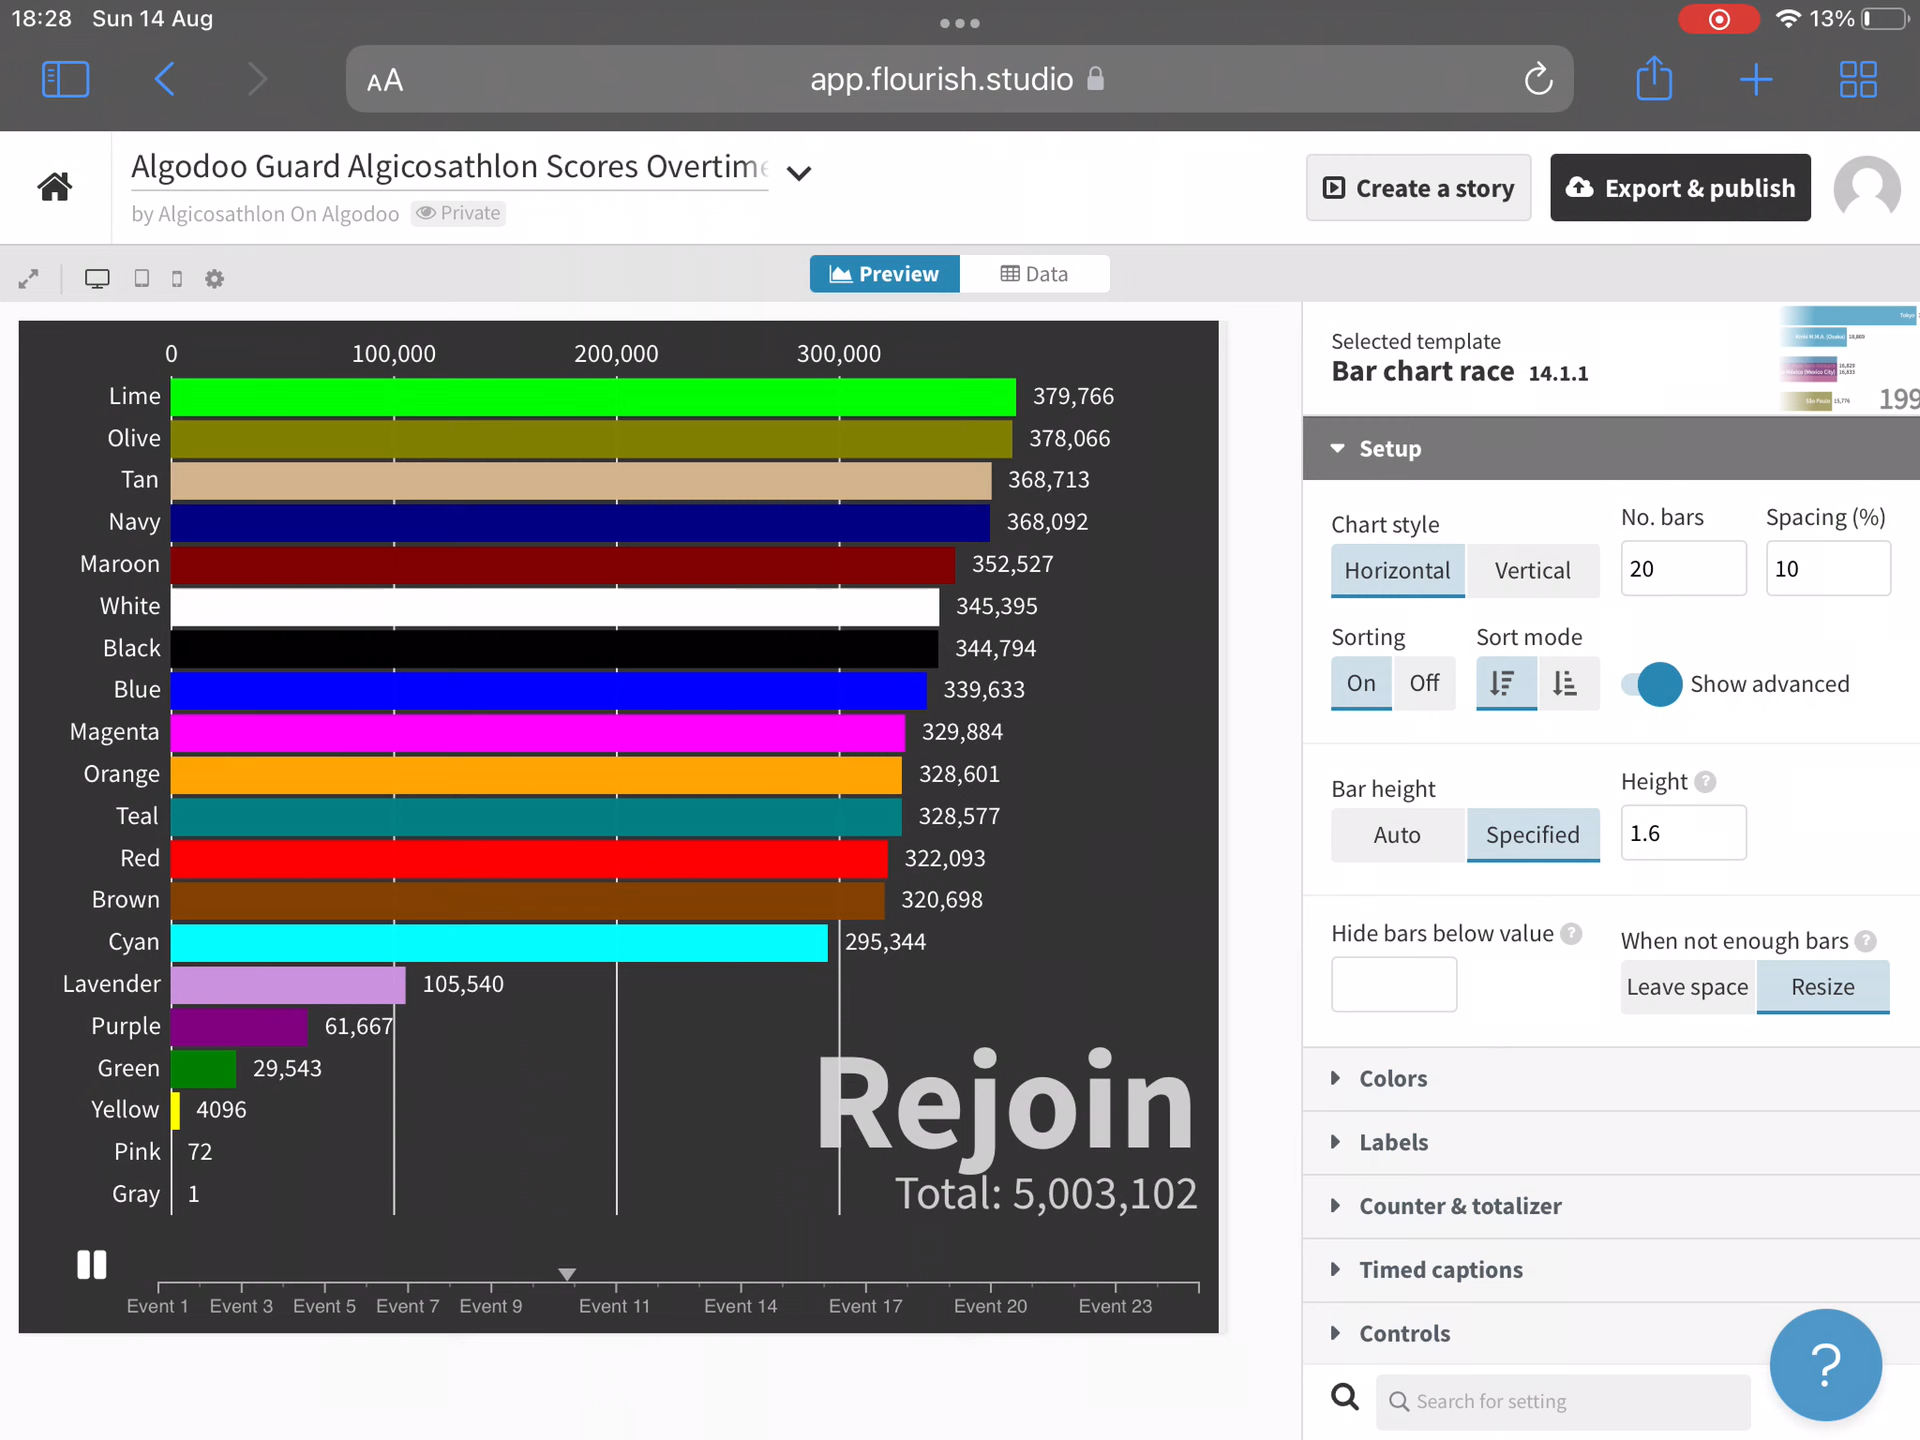 18:28 Sun 14 Aug
13%
AA
app.flourish.studio
Algodoo Guard Algicosathlon Scores Overtime
by Algicosathlon On Algodoo Private
Create a story
Export & publish
Preview
Data
0 100,000 200,000 300,000
Lime 379,766
Olive 378,066
Tan 368,713
Navy 368,092
Maroon 352,527
White 345,395
Black 344,794
Blue 339,633
Magenta 329,884
Orange 328,601
Teal 328,577
Red 322,093
Brown 320,698
Cyan 295,344
Lavender 105,540
Purple 61,667
Green 29,543
Yellow 4096
Pink 72
Gray 1
Rejoin
Total: 5,003,102
Event 1 Event 3 Event 5 Event 7 Event 9 Event 11 Event 14 Event 17 Event 20 Event 23
Selected template
Bar chart race 14.1.1
Tokyo
199
Setup
Chart style No. bars Spacing (%)
Horizontal Vertical 20 10
Sorting Sort mode
On Off Show advanced
Bar height Height ?
Auto Specified 1.6
Hide bars below value ? When not enough bars ?
Leave space Resize
Colors
Labels
Counter & totalizer
Timed captions
Controls
Search for setting
?